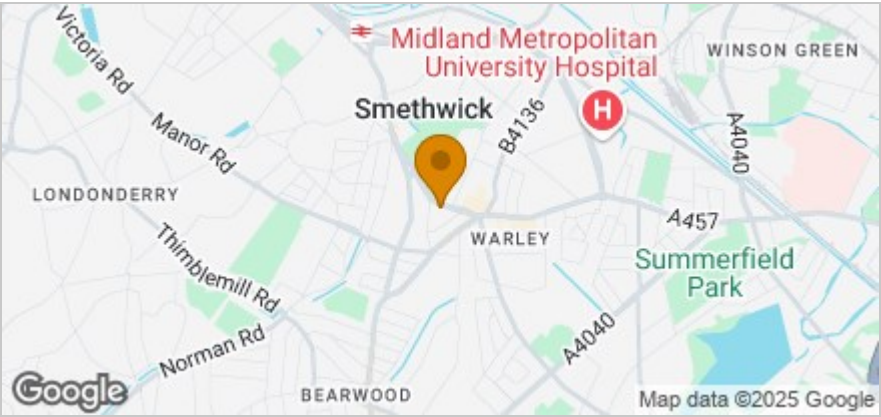 Victoria Rd
Midland Metropolitan
University Hospital
WINSON GREEN
Smethwick
H
B4136
A4040
Manor Rd
LONDONDERRY
A457
WARLEY
Thimblemill Rd
Summerfield
Park
Norman Rd
A4040
BEARWOOD
Google
Map data ©2025 Google